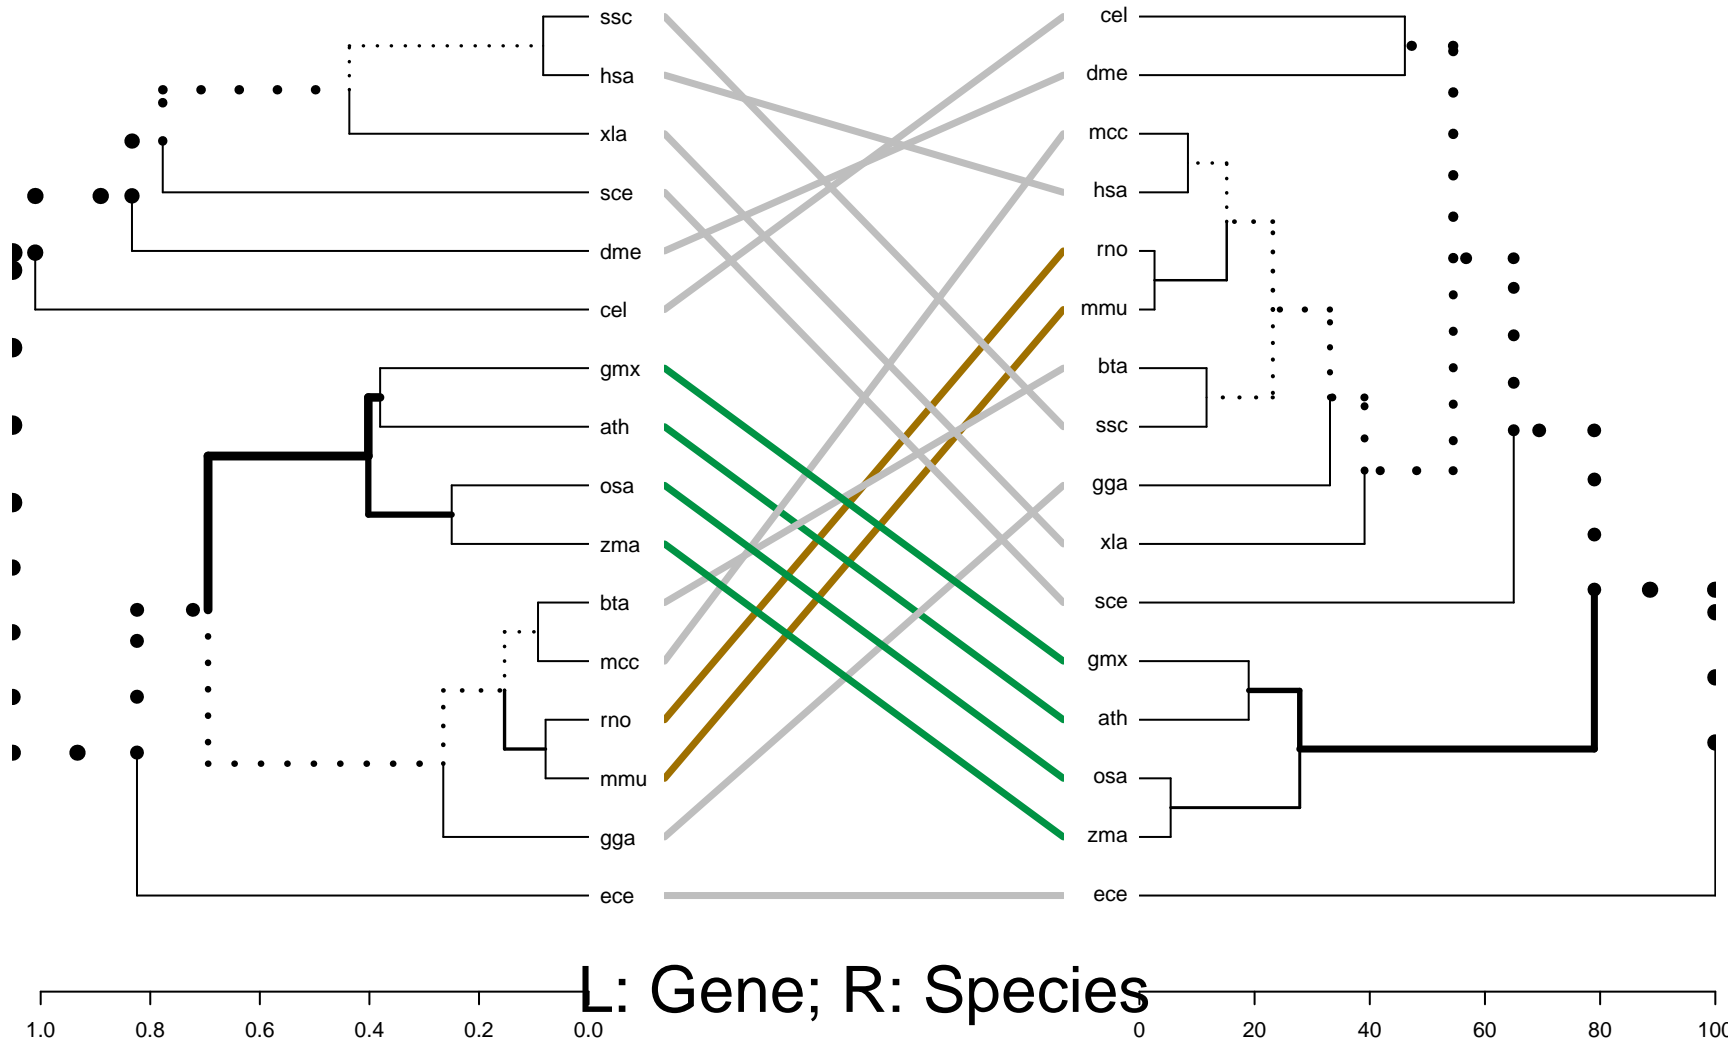 ssc
hsa
xla
sce
dme
cel
gmx
ath
osa
zma
bta
mcc
rno
mmu
gga
ece
cel
dme
mcc
hsa
rno
mmu
bta
ssc
gga
xla
sce
gmx
ath
osa
zma
ece
L: Gene; R: Species
1.0 0.8 0.6 0.4 0.2 0.0
0 20 40 60 80 100